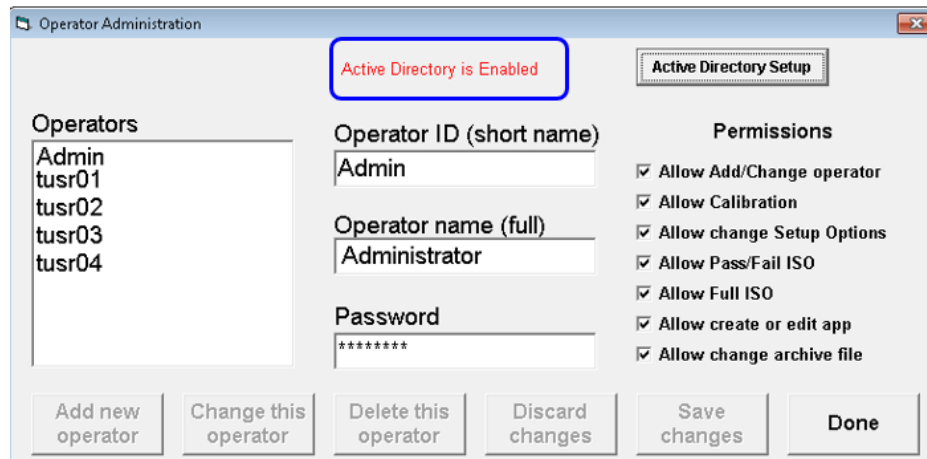 Operator Administration
Active Directory is Enabled
Active Directory Setup
Operators
Admin
tusr01
tusr02
tusr03
tusr04
Operator ID (short name)
Admin
Operator name (full)
Administrator
Password
********
Permissions
Allow Add/Change operator
Allow Calibration
Allow change Setup Options
Allow Pass/Fail ISO
Allow Full ISO
Allow create or edit app
Allow change archive file
Add new
operator
Change this
operator
Delete this
operator
Discard
changes
Save
changes
Done